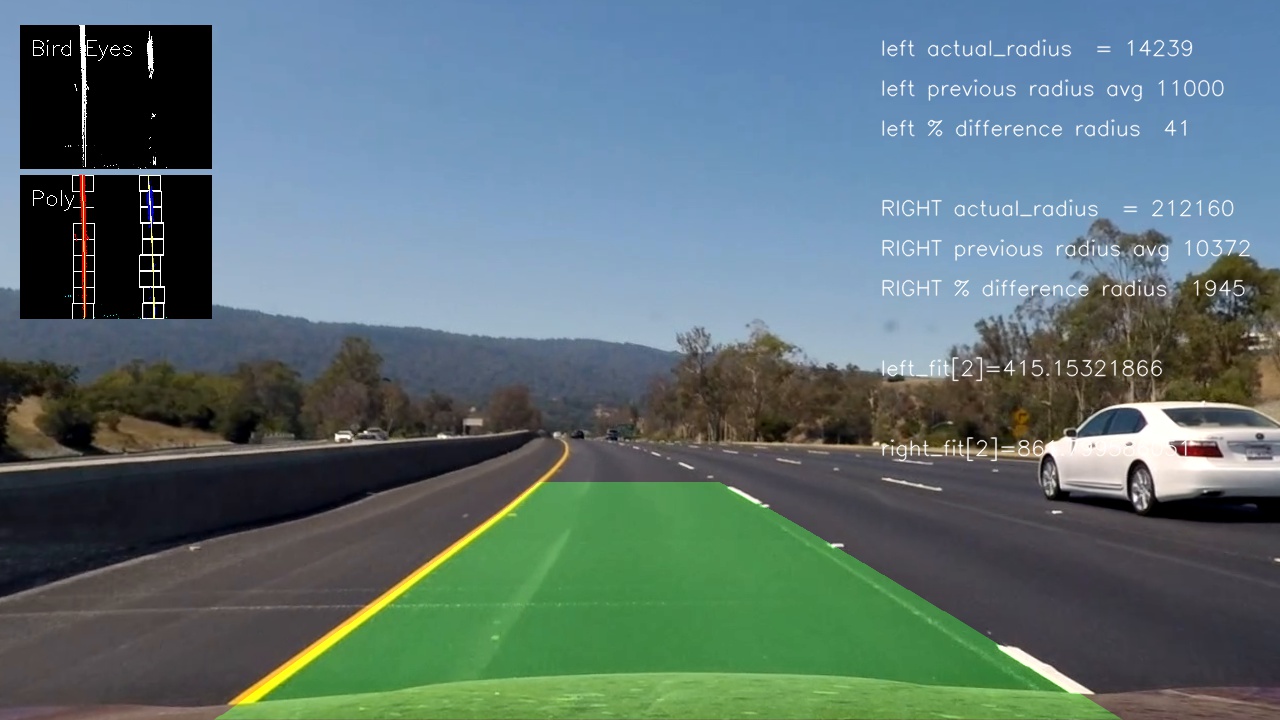 Bird Eyes
Poly
left actual_radius = 14239
left previous radius avg 11000
left % difference radius 41
RIGHT actual_radius = 212160
RIGHT previous radius avg 10372
RIGHT % difference radius 1945
left_fit[2]=415.15321866